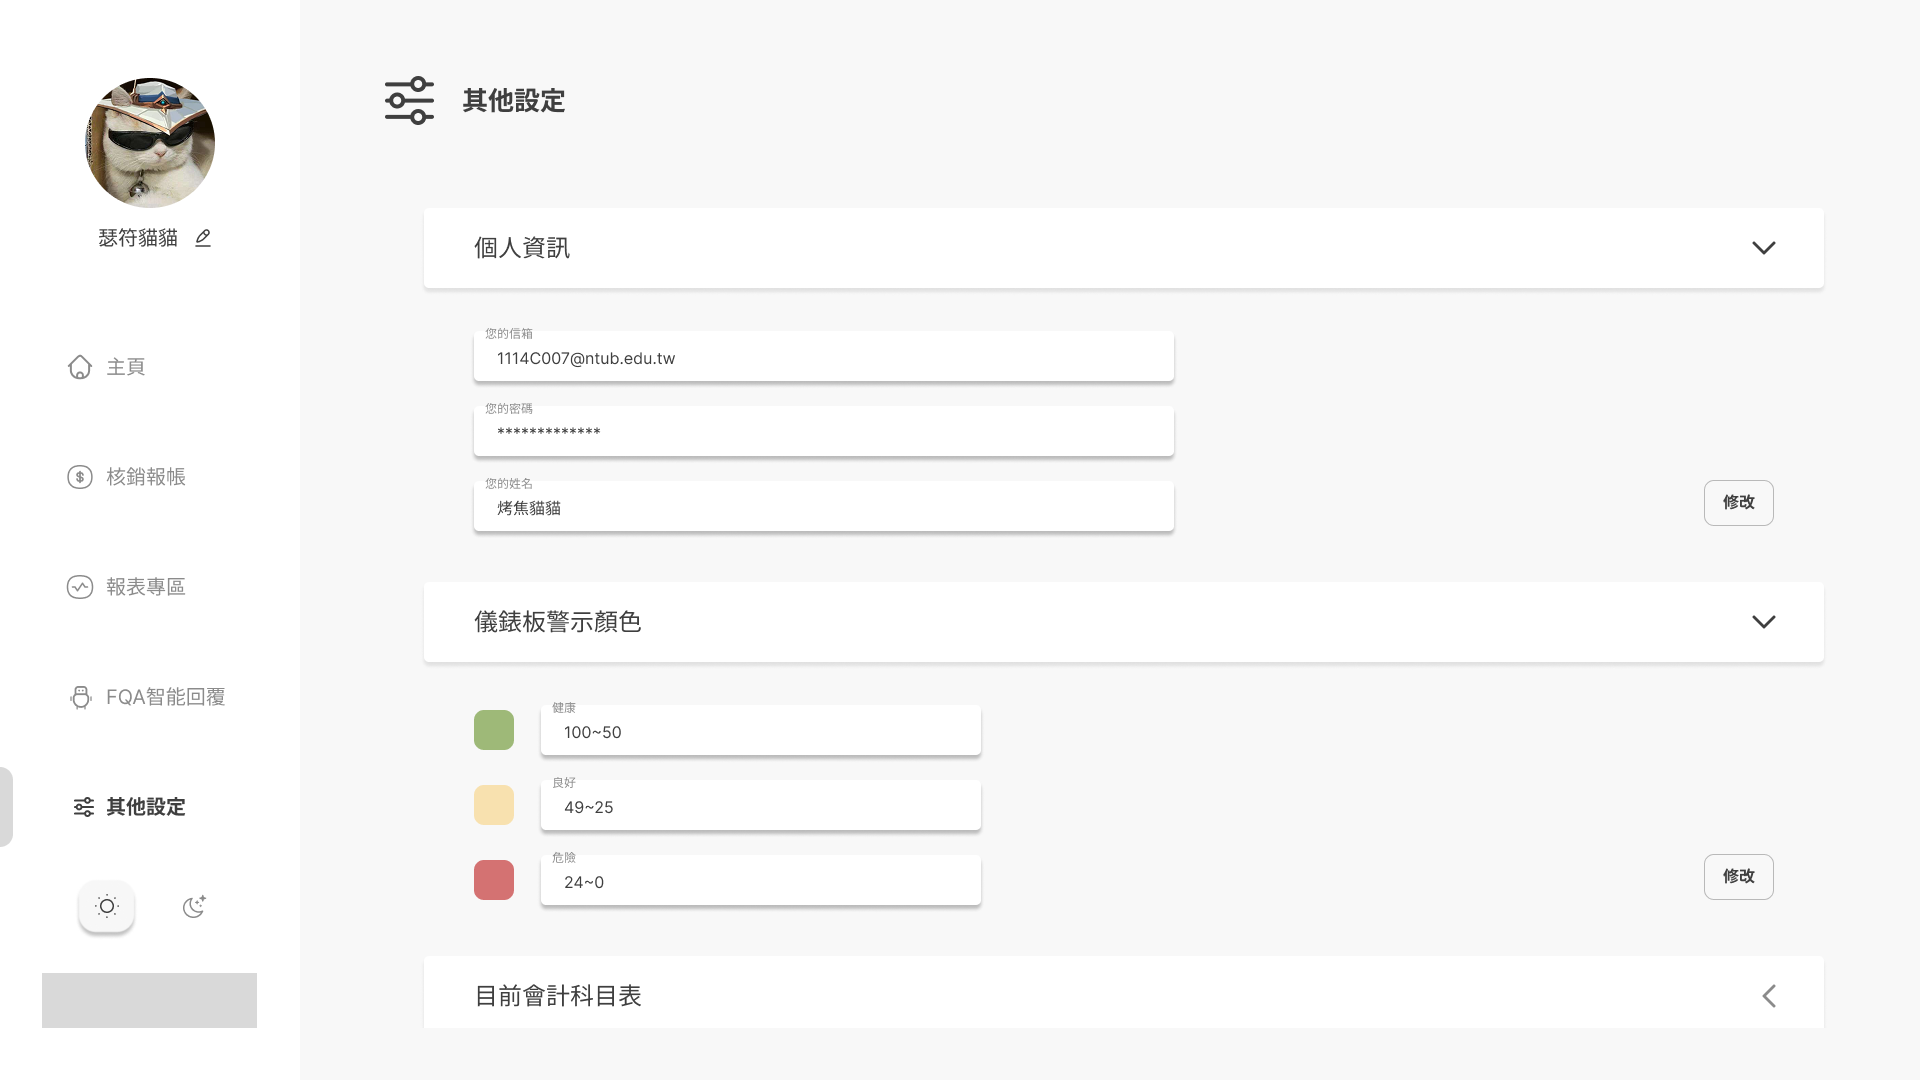 瑟符貓貓
主頁
核銷報帳
報表專區
FQA智能回覆
其他設定
其他設定
個人資訊
您的信箱
1114C007@ntub.edu.tw
您的密碼
*************
您的姓名
烤焦貓貓
修改
儀錶板警示顏色
健康
100~50
良好
49~25
危險
24~0
修改
目前會計科目表